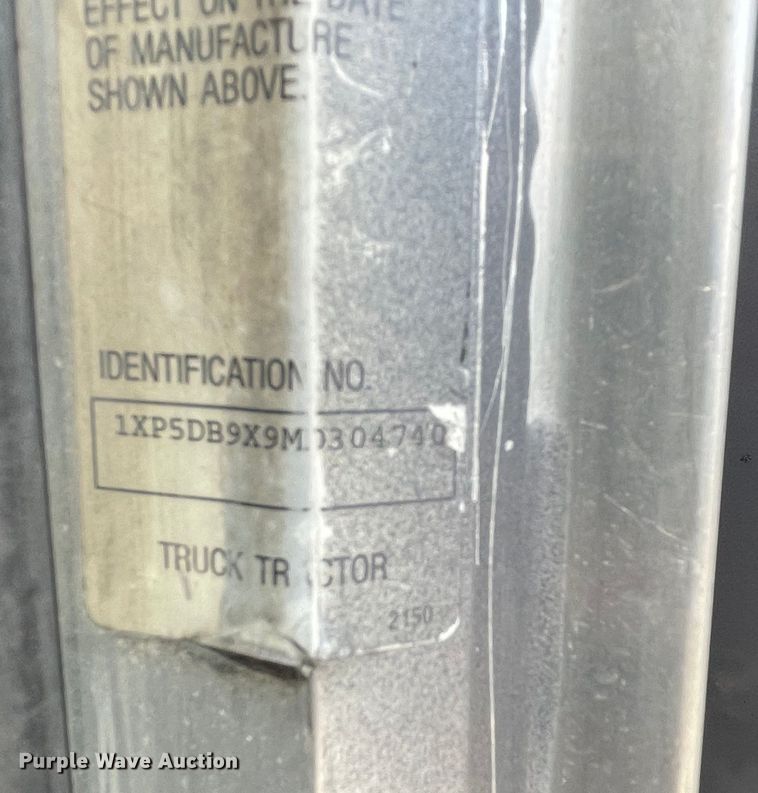 EFFECT ON THE DATE
OF MANUFACTURE
SHOWN ABOVE.
IDENTIFICATION NO.
1XP5DB9X9MD304740
TRUCK TRACTOR
2150
Purple Wave Auction